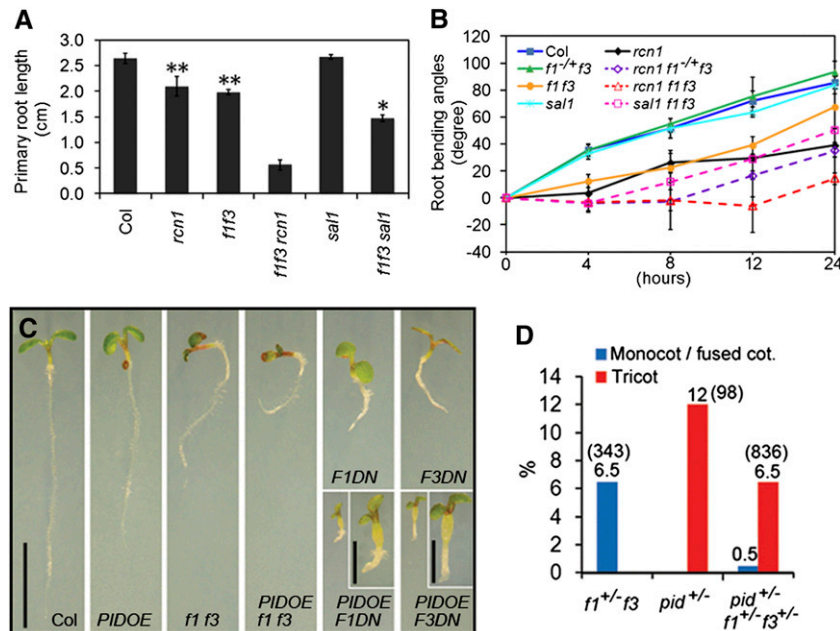 A
Primary root length
(cm)
3.0
2.5
2.0
1.5
1.0
0.5
0.0
**
**
*
Col
rcn1
f1f3
f1f3 rcn1
sal1
f1f3 sal1
B
Root bending angles
(degree)
100
80
60
40
20
0
-20
-40
Col
f1-/+f3
f1 f3
sal1
rcn1
rcn1 f1-/+f3
rcn1 f1 f3
sal1 f1 f3
0
4
8
12
24
(hours)
C
Col
PIDOE
f1 f3
PIDOE
f1 f3
F1DN
PIDOE
F1DN
F3DN
PIDOE
F3DN
D
Monocot / fused cot.
Tricot
%
14
12
10
8
6
4
2
0
(343)
6.5
12 (98)
(836)
6.5
0.5
f1+/- f3
pid+/-
pid+/-
f1+/-f3+/-